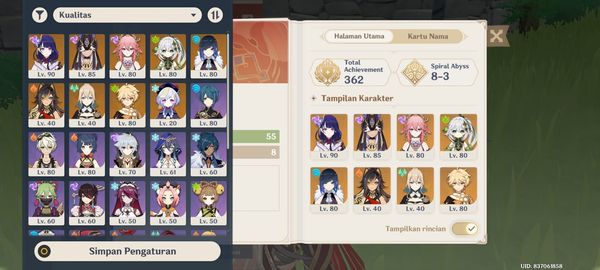 Kualitas
Lv. 90 Lv. 85 Lv. 80 Lv. 80 Lv. 80
Lv. 40 Lv. 40 Lv. 80 Lv. 20 Lv. 80
Lv. 80 Lv. 80 Lv. 70 Lv. 61 Lv. 60
Lv. 60 Lv. 60 Lv. 50 Lv. 50 Lv. 50
Simpan Pengaturan
55
8
Halaman Utama Kartu Nama
Total Achievement
362
Spiral Abyss
8-3
Tampilan Karakter
Lv. 90 Lv. 85 Lv. 80 Lv. 80
Lv. 80 Lv. 40 Lv. 40 Lv. 80
Tampilkan rincian
UID: 837061858